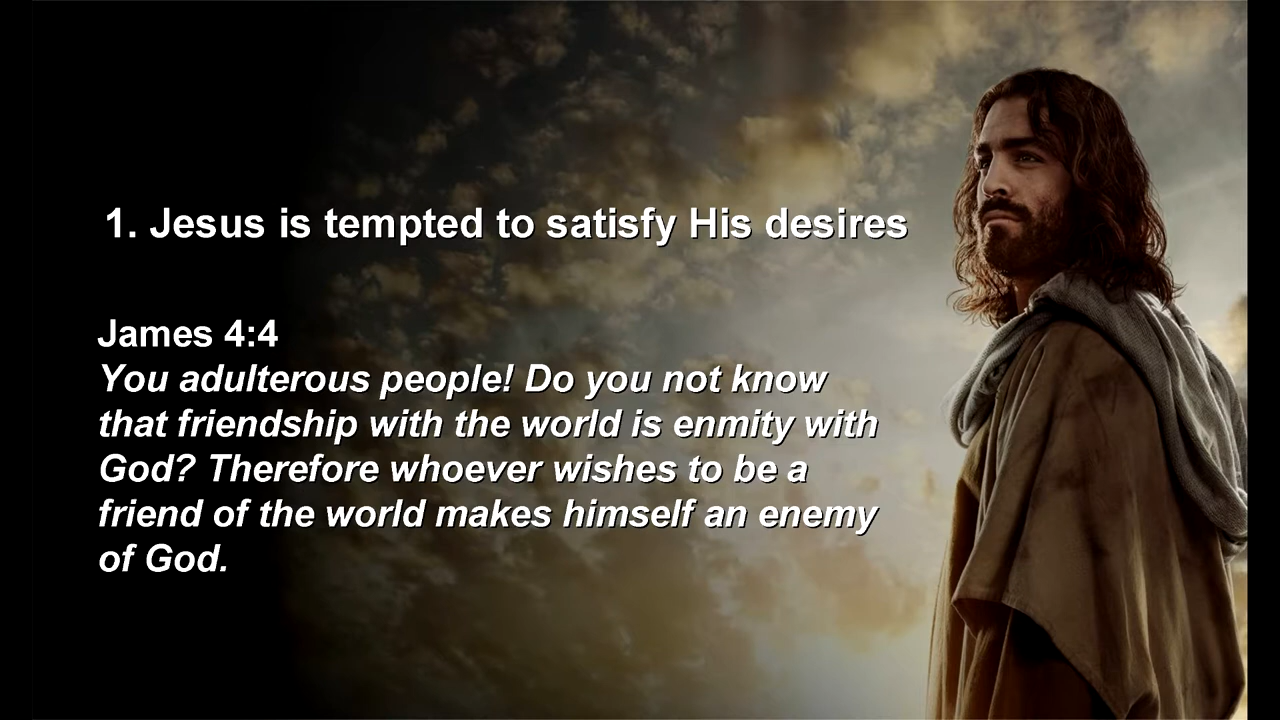 1. Jesus is tempted to satisfy His desires
James 4:4
You adulterous people! Do you not know
that friendship with the world is enmity with
God? Therefore whoever wishes to be a
friend of the world makes himself an enemy
of God.